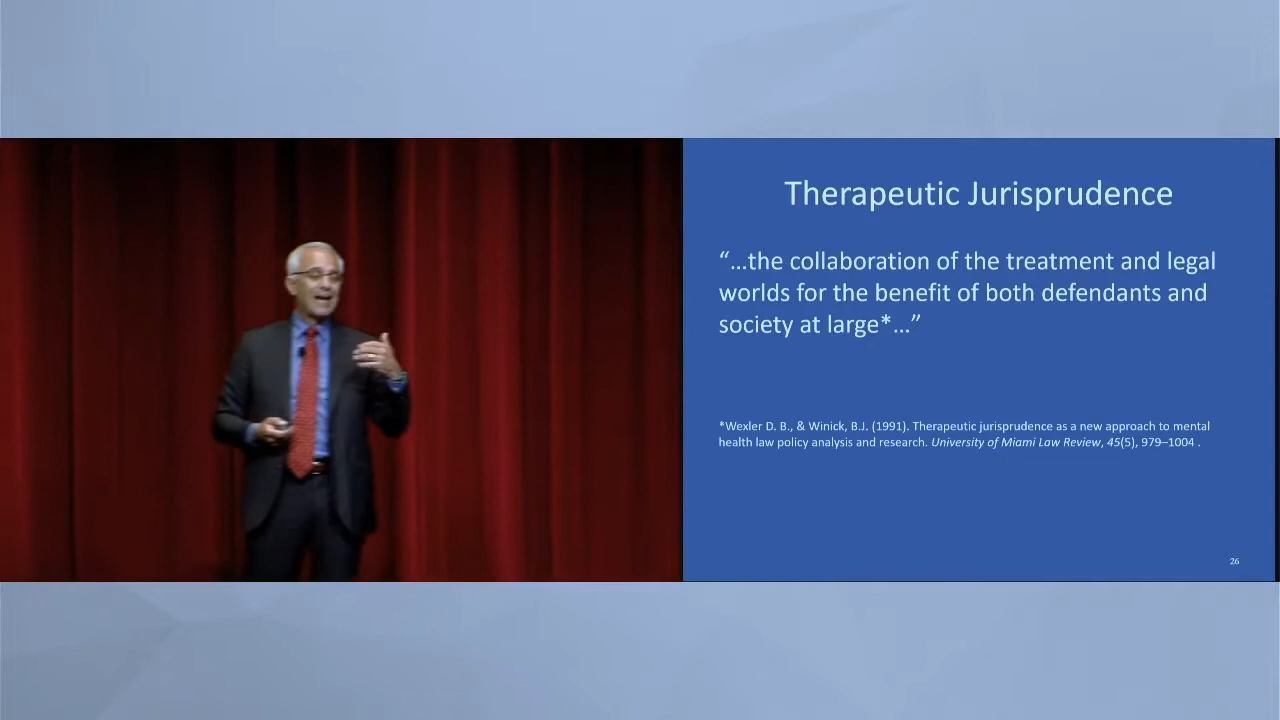 Therapeutic Jurisprudence
“…the collaboration of the treatment and legal
worlds for the benefit of both defendants and
society at large*…”
*Wexler D. B., & Winick, B.J. (1991). Therapeutic jurisprudence as a new approach to mental
health law policy analysis and research. University of Miami Law Review, 45(5), 979–1004 .
26